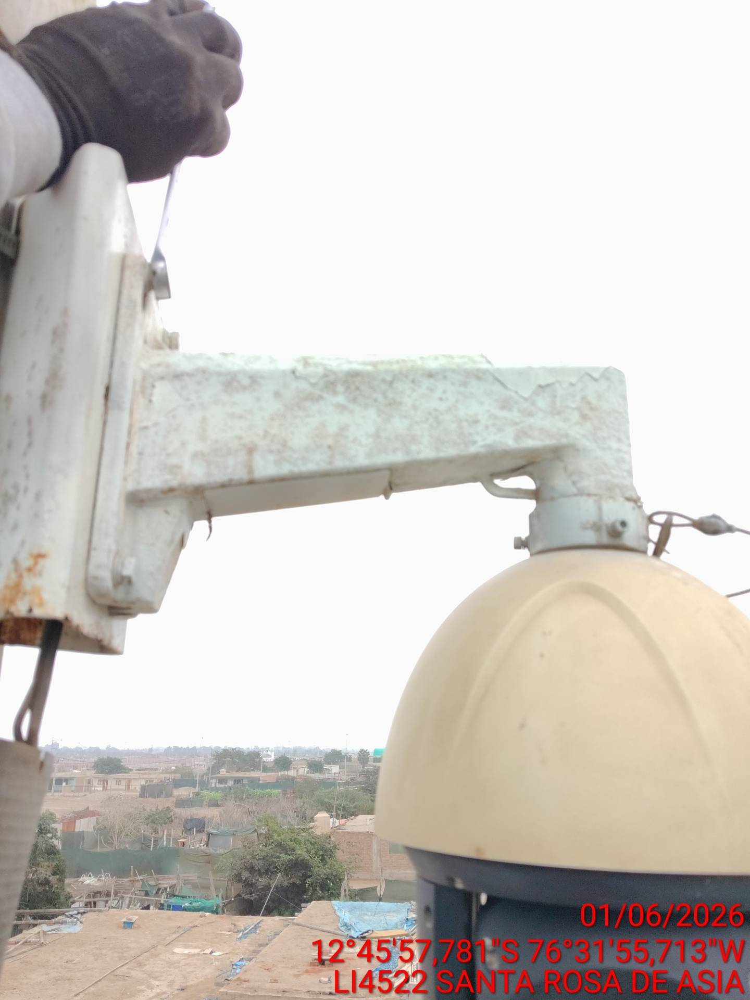 01/06/2026
12°45'57,781"S 76°31'55,713"W
LI4522 SANTA ROSA DE ASIA